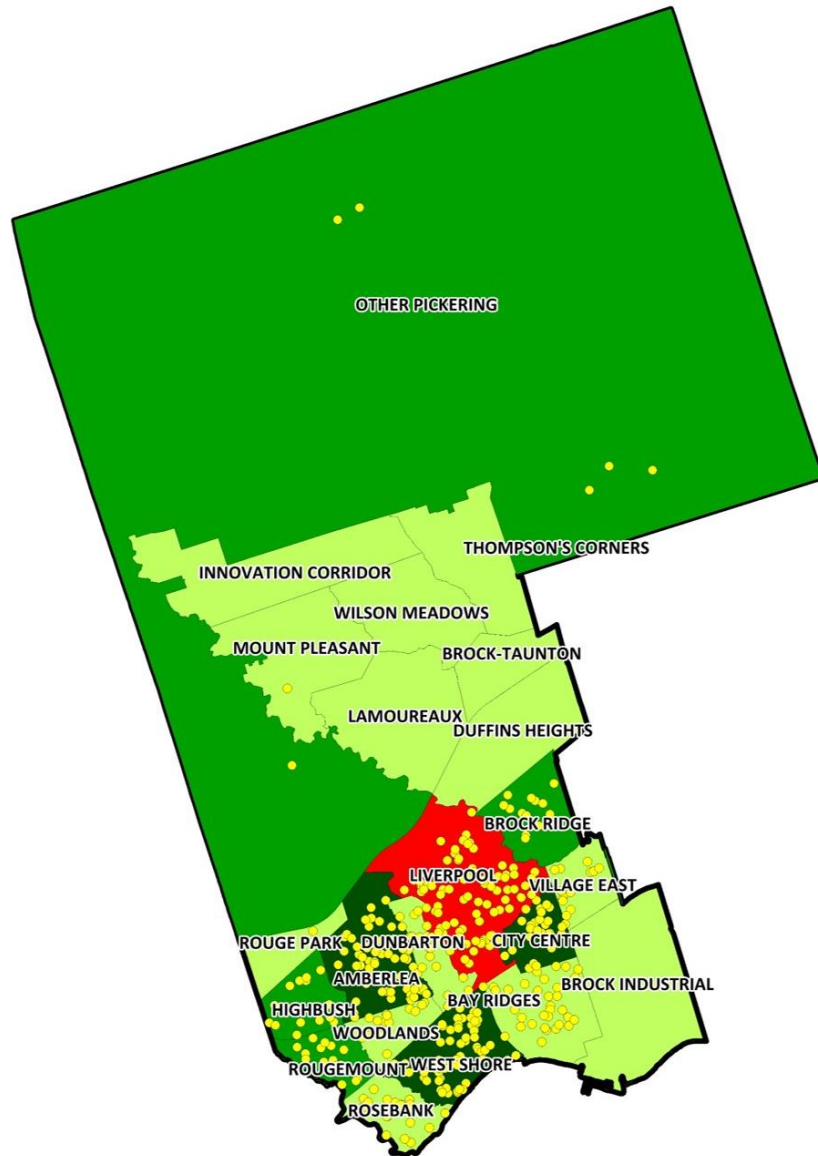 OTHER PICKERING
THOMPSON'S CORNERS
INNOVATION CORRIDOR
WILSON MEADOWS
MOUNT PLEASANT
BROCK-TAUNTON
LAMOUREAUX
DUFFINS HEIGHTS
BROCK RIDGE
LIVERPOOL
VILLAGE EAST
ROUGE PARK
DUNBARTON
CITY CENTRE
AMBERLEA
BROCK INDUSTRIAL
HIGHBUSH
BAY RIDGES
WOODLANDS
ROUGEMOUNT
WEST SHORE
ROSEBANK